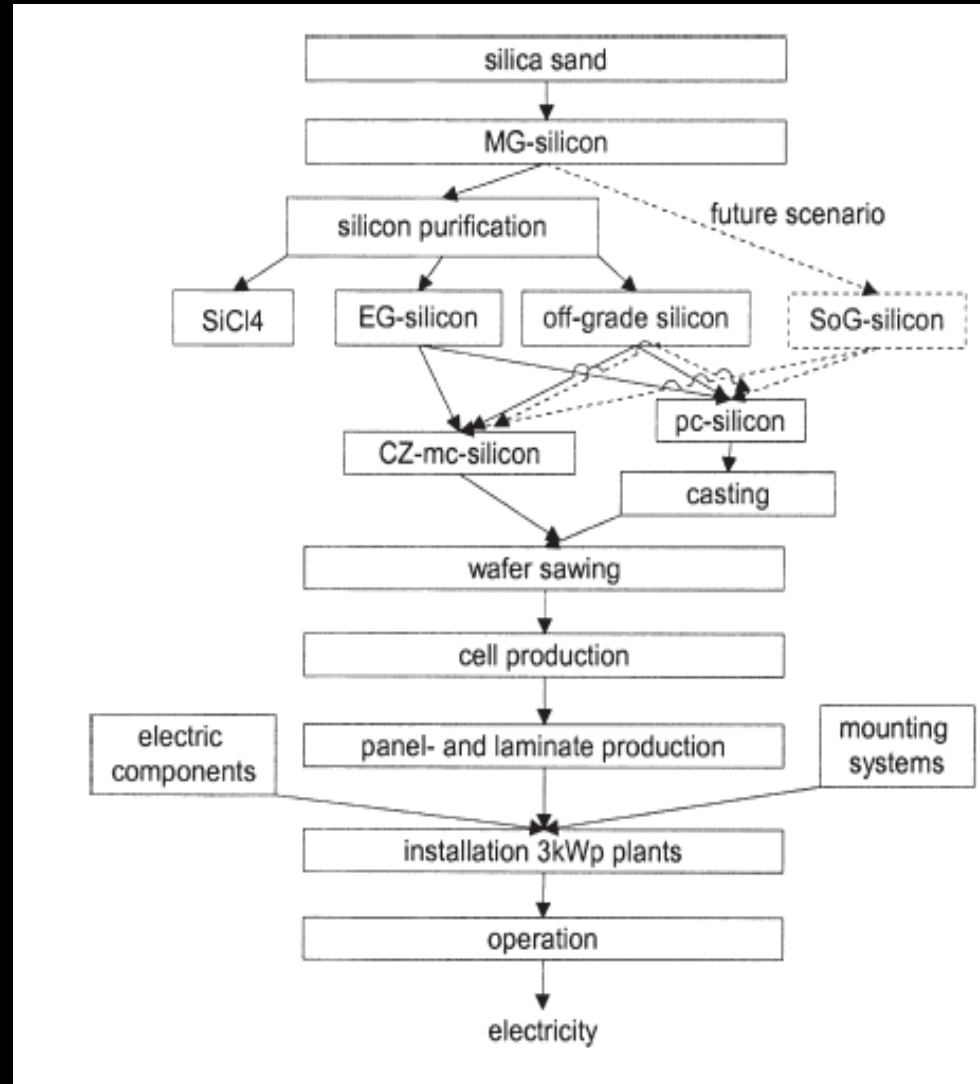 silica sand
MG-silicon
silicon purification
future scenario
SiCl4
EG-silicon
off-grade silicon
SoG-silicon
CZ-mc-silicon
pc-silicon
casting
wafer sawing
cell production
electric
components
panel- and laminate production
mounting
systems
installation 3kWp plants
operation
electricity